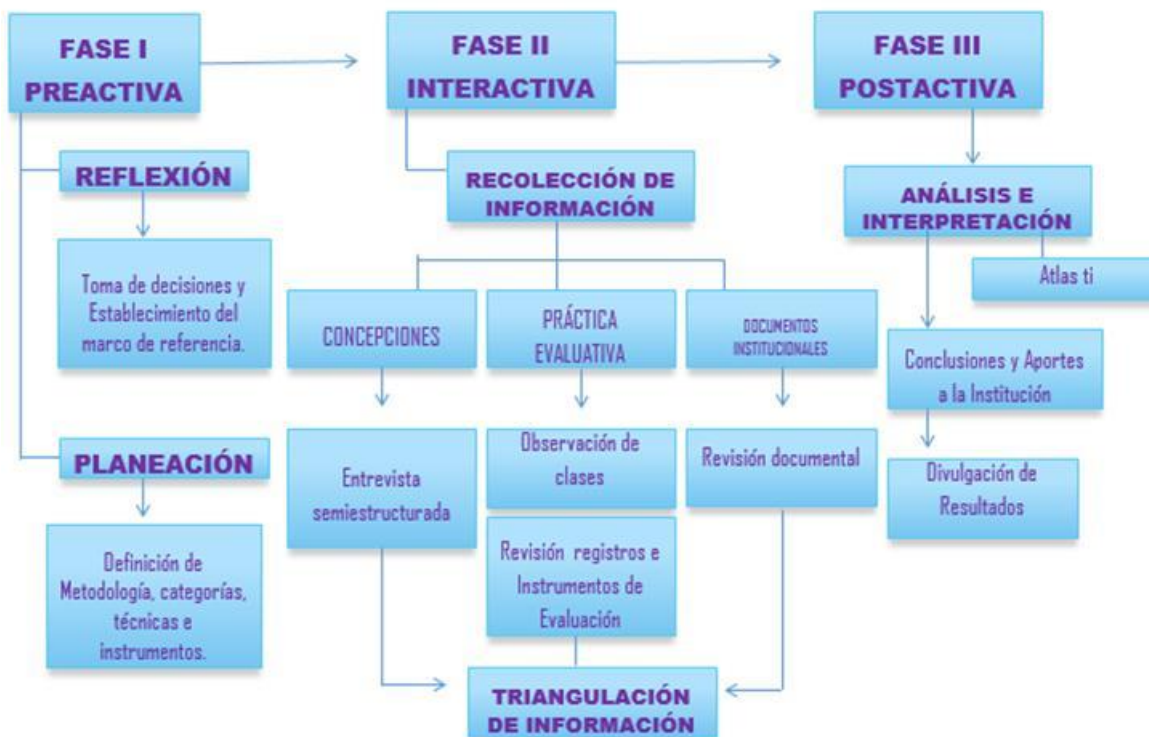 FASE I
PREACTIVA
FASE II
INTERACTIVA
FASE III
POSTACTIVA
REFLEXIÓN
Toma de decisiones y
Establecimiento del
marco de referencia.
PLANEACIÓN
Definición de
Metodología, categorías,
técnicas e
instrumentos.
RECOLECCIÓN DE
INFORMACIÓN
CONCEPCIONES
PRÁCTICA
EVALUATIVA
DOCUMENTOS
INSTITUCIONALES
Entrevista
semiestructurada
Observación de
clases
Revisión registros e
Instrumentos de
Evaluación
Revisión documental
TRIANGULACIÓN
DE INFORMACIÓN
ANÁLISIS E
INTERPRETACIÓN
Atlas ti
Conclusiones y Aportes
a la Institución
Divulgación de
Resultados